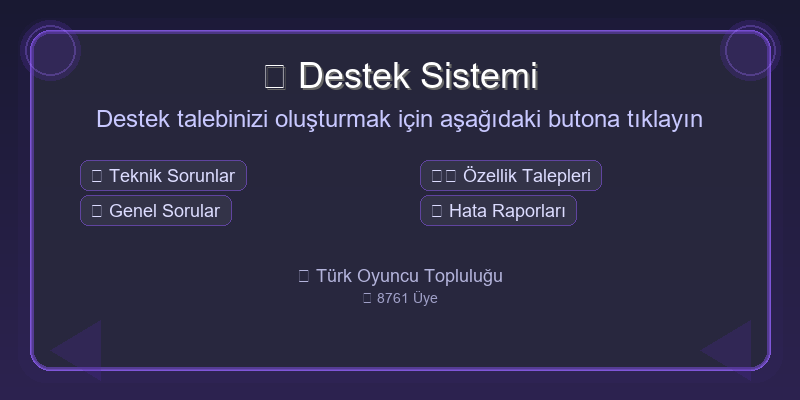 Destek Sistemi
Destek talebinizi oluşturmak için aşağıdaki butona tıklayın
Teknik Sorunlar
Özellik Talepleri
Genel Sorular
Hata Raporları
Türk Oyuncu Topluluğu
8761 Üye